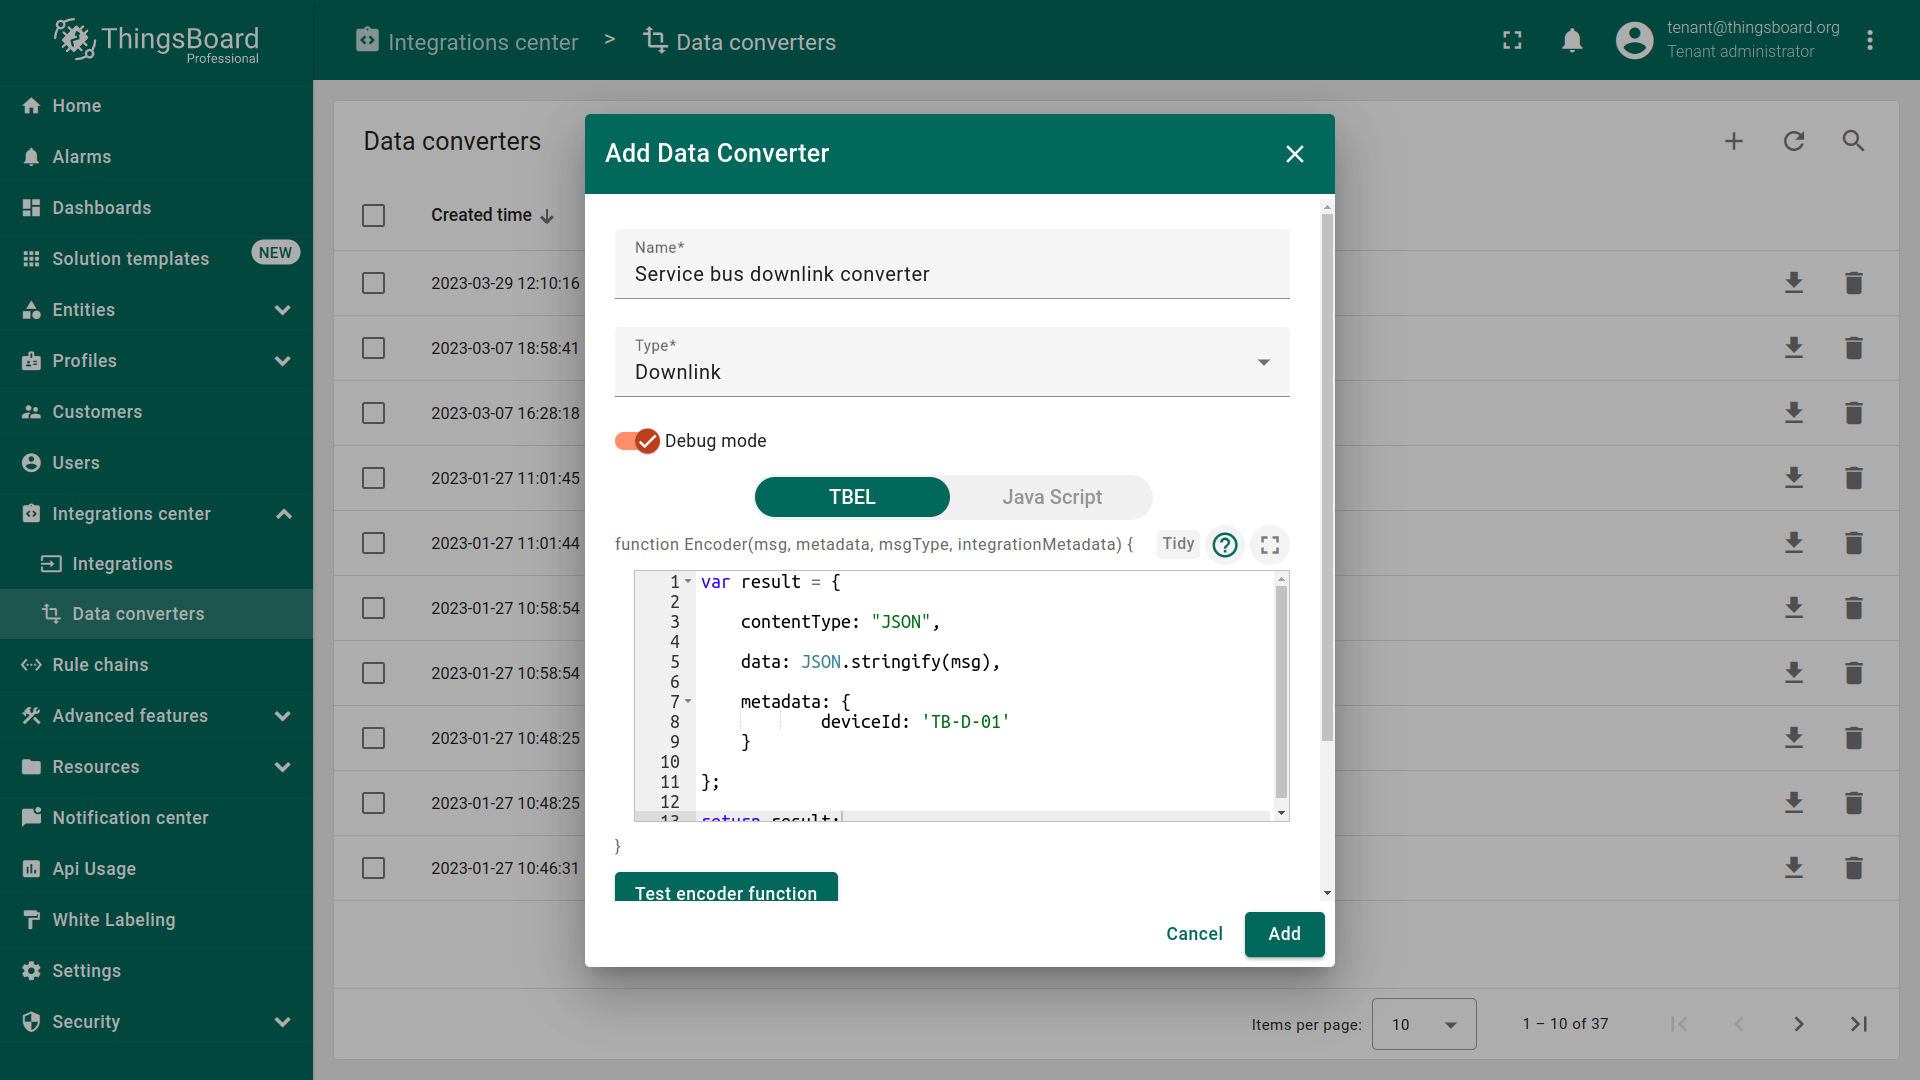 ThingsBoard
Professional
Integrations center > Data converters
tenant@thingsboard.org
Tenant administrator
Home
Alarms
Dashboards
Solution templates NEW
Entities
Profiles
Customers
Users
Integrations center
Integrations
Data converters
Rule chains
Advanced features
Resources
Notification center
Api Usage
White Labeling
Settings
Security
Data converters
Created time
2023-03-29 12:10:16
2023-03-07 18:58:41
2023-03-07 16:28:18
2023-01-27 11:01:45
2023-01-27 11:01:44
2023-01-27 10:58:54
2023-01-27 10:58:54
2023-01-27 10:48:25
2023-01-27 10:48:25
2023-01-27 10:46:31
Add Data Converter
Name*
Service bus downlink converter
Type*
Downlink
Debug mode
TBEL Java Script
function Encoder(msg, metadata, msgType, integrationMetadata) { Tidy
1 var result = {
2
3 contentType: "JSON",
4
5 data: JSON.stringify(msg),
6
7 metadata: {
8 deviceId: 'TB-D-01'
9 }
10
11 };
12
13 return result;
}
Test encoder function
Cancel Add
Items per page: 10 1 – 10 of 37